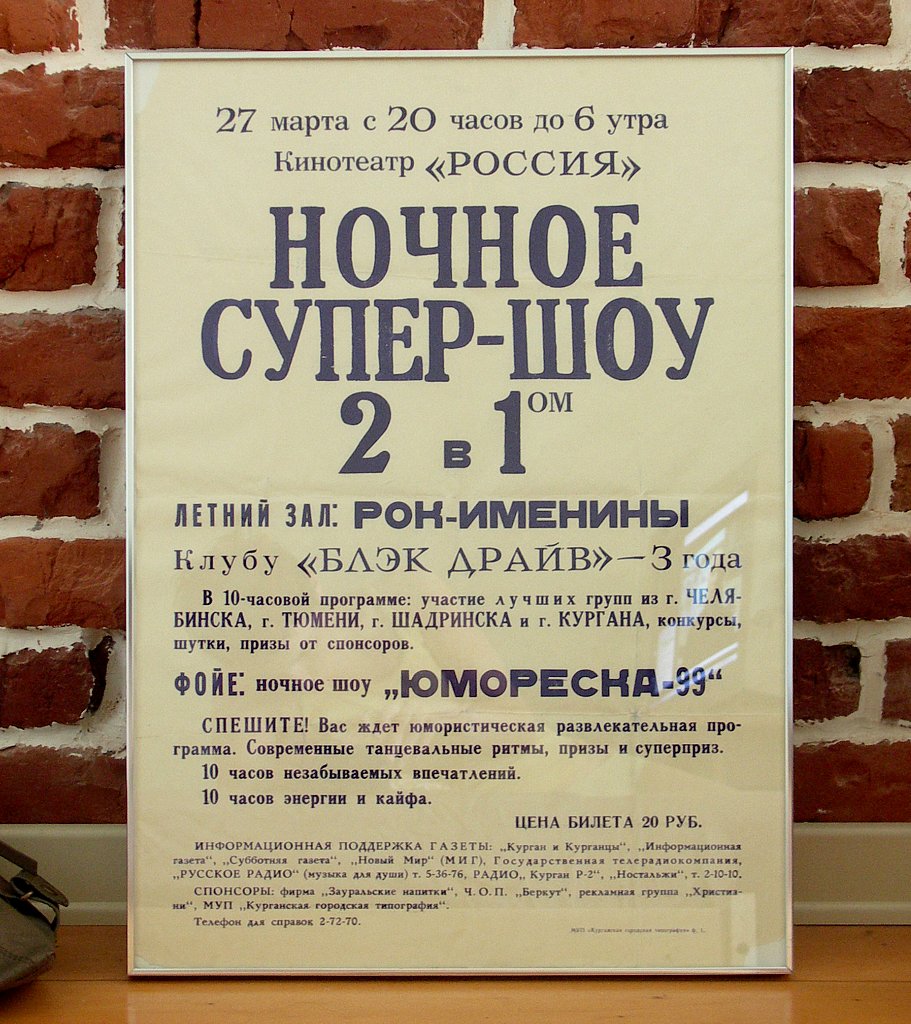 27 марта с 20 часов до 6 утра
Кинотеатр «РОССИЯ»
НОЧНОЕ
СУПЕР-ШОУ
2 в 1ОМ
ЛЕТНИЙ ЗАЛ: РОК-ИМЕНИНЫ
Клубу «БЛЭК ДРАЙВ» — 3 года
В 10-часовой программе: участие лучших групп из г. ЧЕЛЯ-
БИНСКА, г. ТЮМЕНИ, г. ШАДРИНСКА и г. КУРГАНА, конкурсы,
шутки, призы от спонсоров.
ФОЙЕ: ночное шоу „ЮМОРЕСКА-99“
СПЕШИТЕ! Вас ждет юмористическая развлекательная про-
грамма. Современные танцевальные ритмы, призы и суперприз.
10 часов незабываемых впечатлений.
10 часов энергии и кайфа.
ЦЕНА БИЛЕТА 20 РУБ.
ИНФОРМАЦИОННАЯ ПОДДЕРЖКА ГАЗЕТЫ: „Курган и Курганцы“, „Информационная
газета“, „Субботняя газета“, „Новый Мир“ (МИГ), Государственная телерадиокомпания,
„РУССКОЕ РАДИО“ (музыка для души) т. 5-36-76, РАДИО„ Курган Р-2“, „Ностальжи“, т. 2-10-10.
СПОНСОРЫ: фирма „Зауральские напитки“, Ч.О.П. „Беркут“, рекламная группа „Христиа-
ни“, МУП „Курганская городская типография“.
Телефон для справок 2-72-70.
МУП «Курганская городская типография» ф. 1.